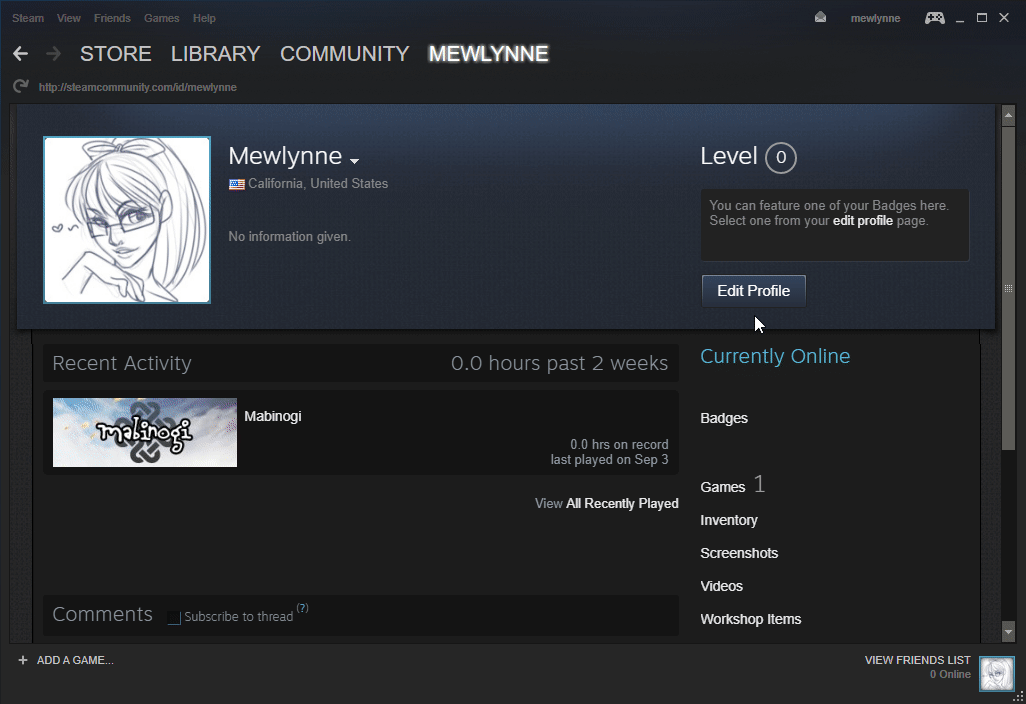 Steam View Friends Games Help mewlynne
STORE LIBRARY COMMUNITY MEWLYNNE
http://steamcommunity.com/id/mewlynne
Mewlynne
California, United States
No information given.
Level 0
You can feature one of your Badges here.
Select one from your edit profile page.
Edit Profile
Recent Activity 0.0 hours past 2 weeks
mabinogi
Mabinogi
0.0 hrs on record
last played on Sep 3
View All Recently Played
Comments Subscribe to thread (?)
Currently Online
Badges
Games 1
Inventory
Screenshots
Videos
Workshop Items
+ ADD A GAME...
VIEW FRIENDS LIST
0 Online